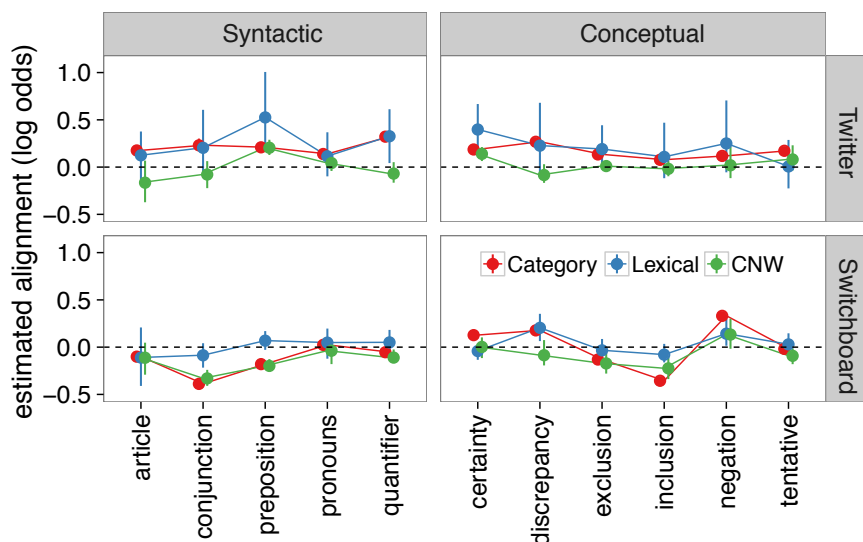 Syntactic Conceptual
estimated alignment (log odds)
1.0
0.5
0.0
−0.5
Twitter
1.0
0.5
0.0
−0.5
Category Lexical CNW
Switchboard
article conjunction preposition pronouns quantifier certainty discrepancy exclusion inclusion negation tentative